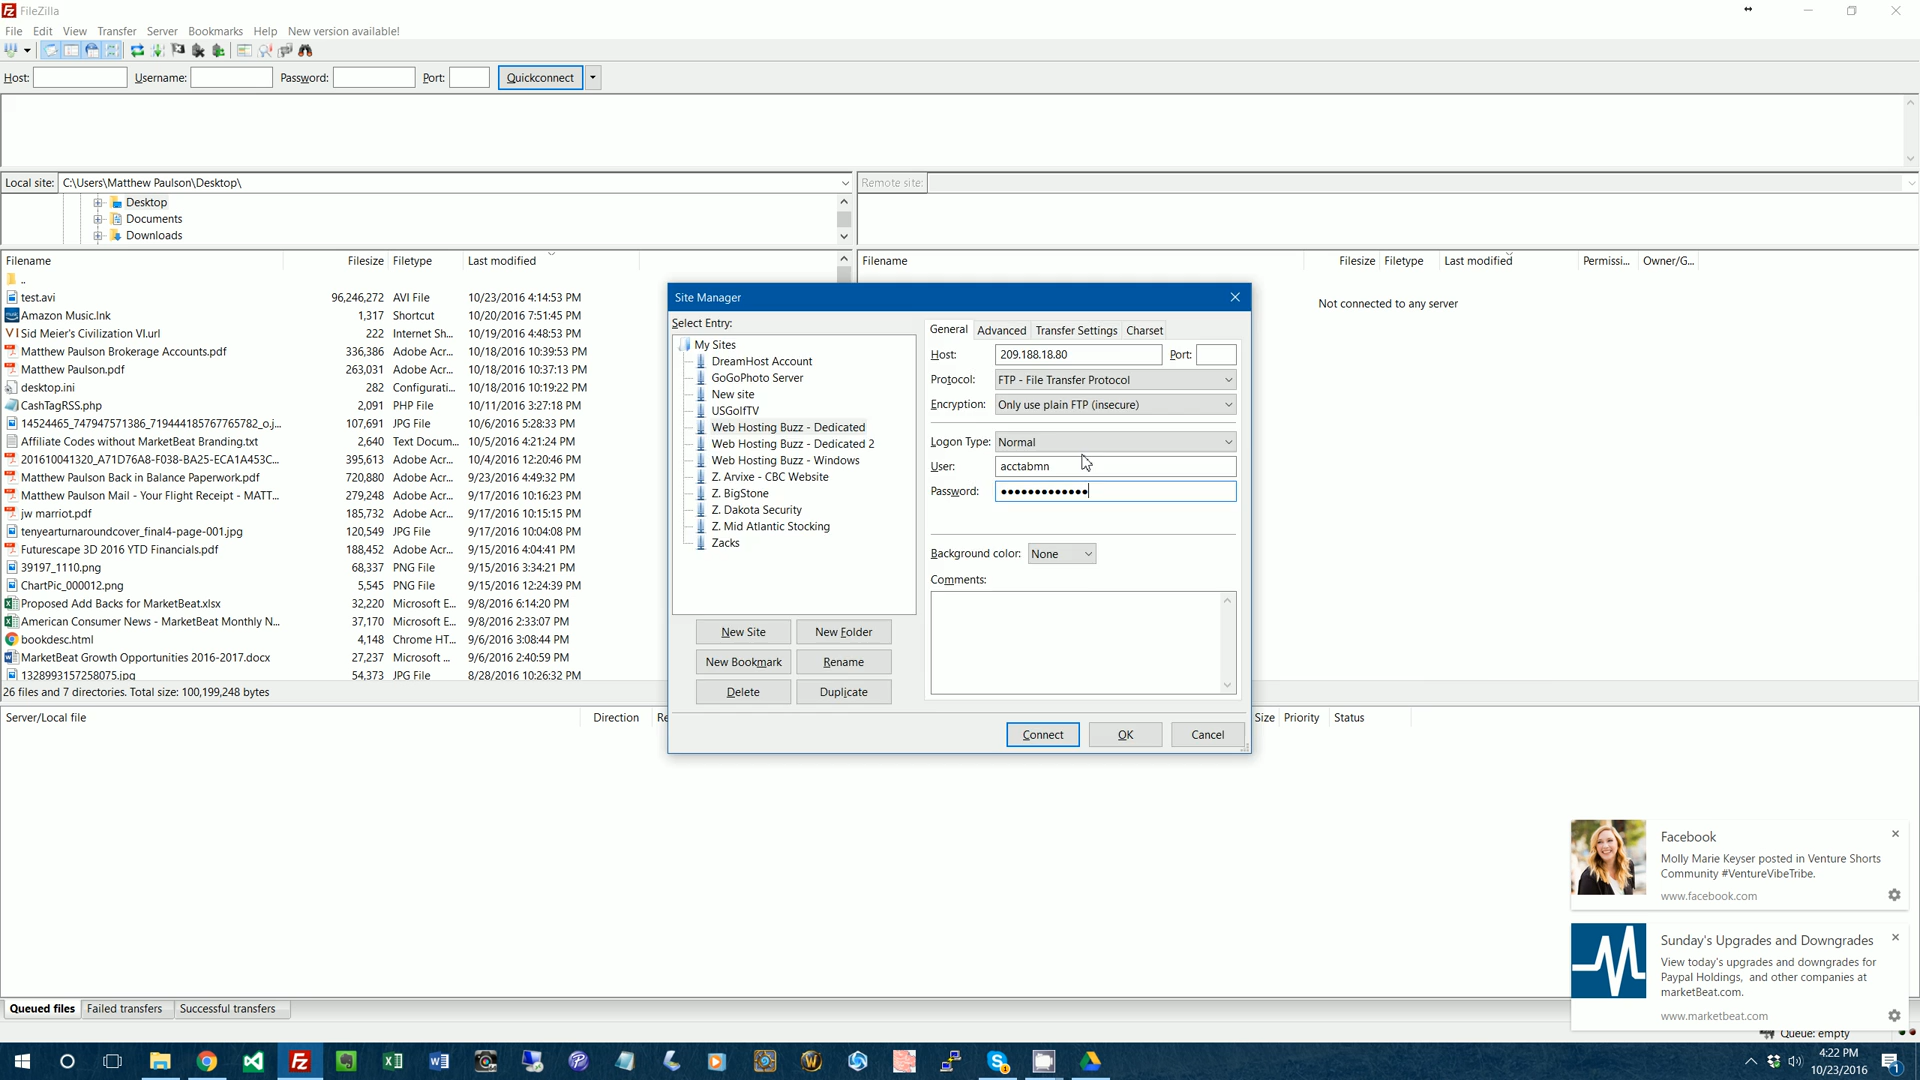 FileZilla
File Edit View Transfer Server Bookmarks Help New version available!
Host: Username: Password: Port: Quickconnect
Local site: C:\Users\Matthew Paulson\Desktop\
Remote site:
Desktop
Documents
Downloads
Filename Filesize Filetype Last modified
..
test.avi 96,246,272 AVI File 10/23/2016 4:14:53 PM
Amazon Music.lnk 1,317 Shortcut 10/20/2016 7:51:45 PM
Sid Meier's Civilization VI.url 222 Internet Sh... 10/19/2016 4:48:53 PM
Matthew Paulson Brokerage Accounts.pdf 336,386 Adobe Acr... 10/18/2016 10:39:53 PM
Matthew Paulson.pdf 263,031 Adobe Acr... 10/18/2016 10:37:13 PM
desktop.ini 282 Configurati... 10/18/2016 10:19:22 PM
CashTagRSS.php 2,091 PHP File 10/11/2016 3:27:18 PM
14524465_747947571386_719444185767765782_o.j... 107,691 JPG File 10/6/2016 5:28:33 PM
Affiliate Codes without MarketBeat Branding.txt 2,640 Text Docum... 10/5/2016 4:21:24 PM
201610041320_A71D76A8-F038-BA25-ECA1A453C... 395,613 Adobe Acr... 10/4/2016 12:20:46 PM
Matthew Paulson Back in Balance Paperwork.pdf 720,880 Adobe Acr... 9/23/2016 4:49:32 PM
Matthew Paulson Mail - Your Flight Receipt - MATT... 279,248 Adobe Acr... 9/17/2016 10:16:23 PM
jw marriot.pdf 185,732 Adobe Acr... 9/17/2016 10:15:15 PM
tenyearturnaroundcover_final4-page-001.jpg 120,549 JPG File 9/17/2016 10:04:08 PM
Futurescape 3D 2016 YTD Financials.pdf 188,452 Adobe Acr... 9/15/2016 4:04:41 PM
39197_1110.png 68,337 PNG File 9/15/2016 3:34:21 PM
ChartPic_000012.png 5,545 PNG File 9/15/2016 12:24:39 PM
Proposed Add Backs for MarketBeat.xlsx 32,220 Microsoft E... 9/8/2016 6:14:20 PM
American Consumer News - MarketBeat Monthly N... 37,170 Microsoft E... 9/8/2016 2:33:07 PM
bookdesc.html 4,148 Chrome HT... 9/6/2016 3:08:44 PM
MarketBeat Growth Opportunities 2016-2017.docx 27,237 Microsoft ... 9/6/2016 2:40:59 PM
1328993157258075.jpg 54,373 JPG File 8/28/2016 10:26:32 PM
26 files and 7 directories. Total size: 100,199,248 bytes
Filename Filesize Filetype Last modified Permissi... Owner/G...
Not connected to any server
Site Manager
Select Entry:
My Sites
DreamHost Account
GoGoPhoto Server
New site
USGolfTV
Web Hosting Buzz - Dedicated
Web Hosting Buzz - Dedicated 2
Web Hosting Buzz - Windows
Z. Arvixe - CBC Website
Z. BigStone
Z. Dakota Security
Z. Mid Atlantic Stocking
Zacks
New Site New Folder
New Bookmark Rename
Delete Duplicate
General Advanced Transfer Settings Charset
Host: 209.188.18.80 Port:
Protocol: FTP - File Transfer Protocol
Encryption: Only use plain FTP (insecure)
Logon Type: Normal
User: acctabmn
Password: •••••••••••••
Background color: None
Comments:
Connect OK Cancel
Server/Local file Direction Re Size Priority Status
Facebook
Molly Marie Keyser posted in Venture Shorts
Community #VentureVibeTribe.
www.facebook.com
Sunday's Upgrades and Downgrades
View today's upgrades and downgrades for
Paypal Holdings, and other companies at
marketBeat.com.
www.marketbeat.com
Queued files Failed transfers Successful transfers
Queue: empty
4:22 PM
10/23/2016